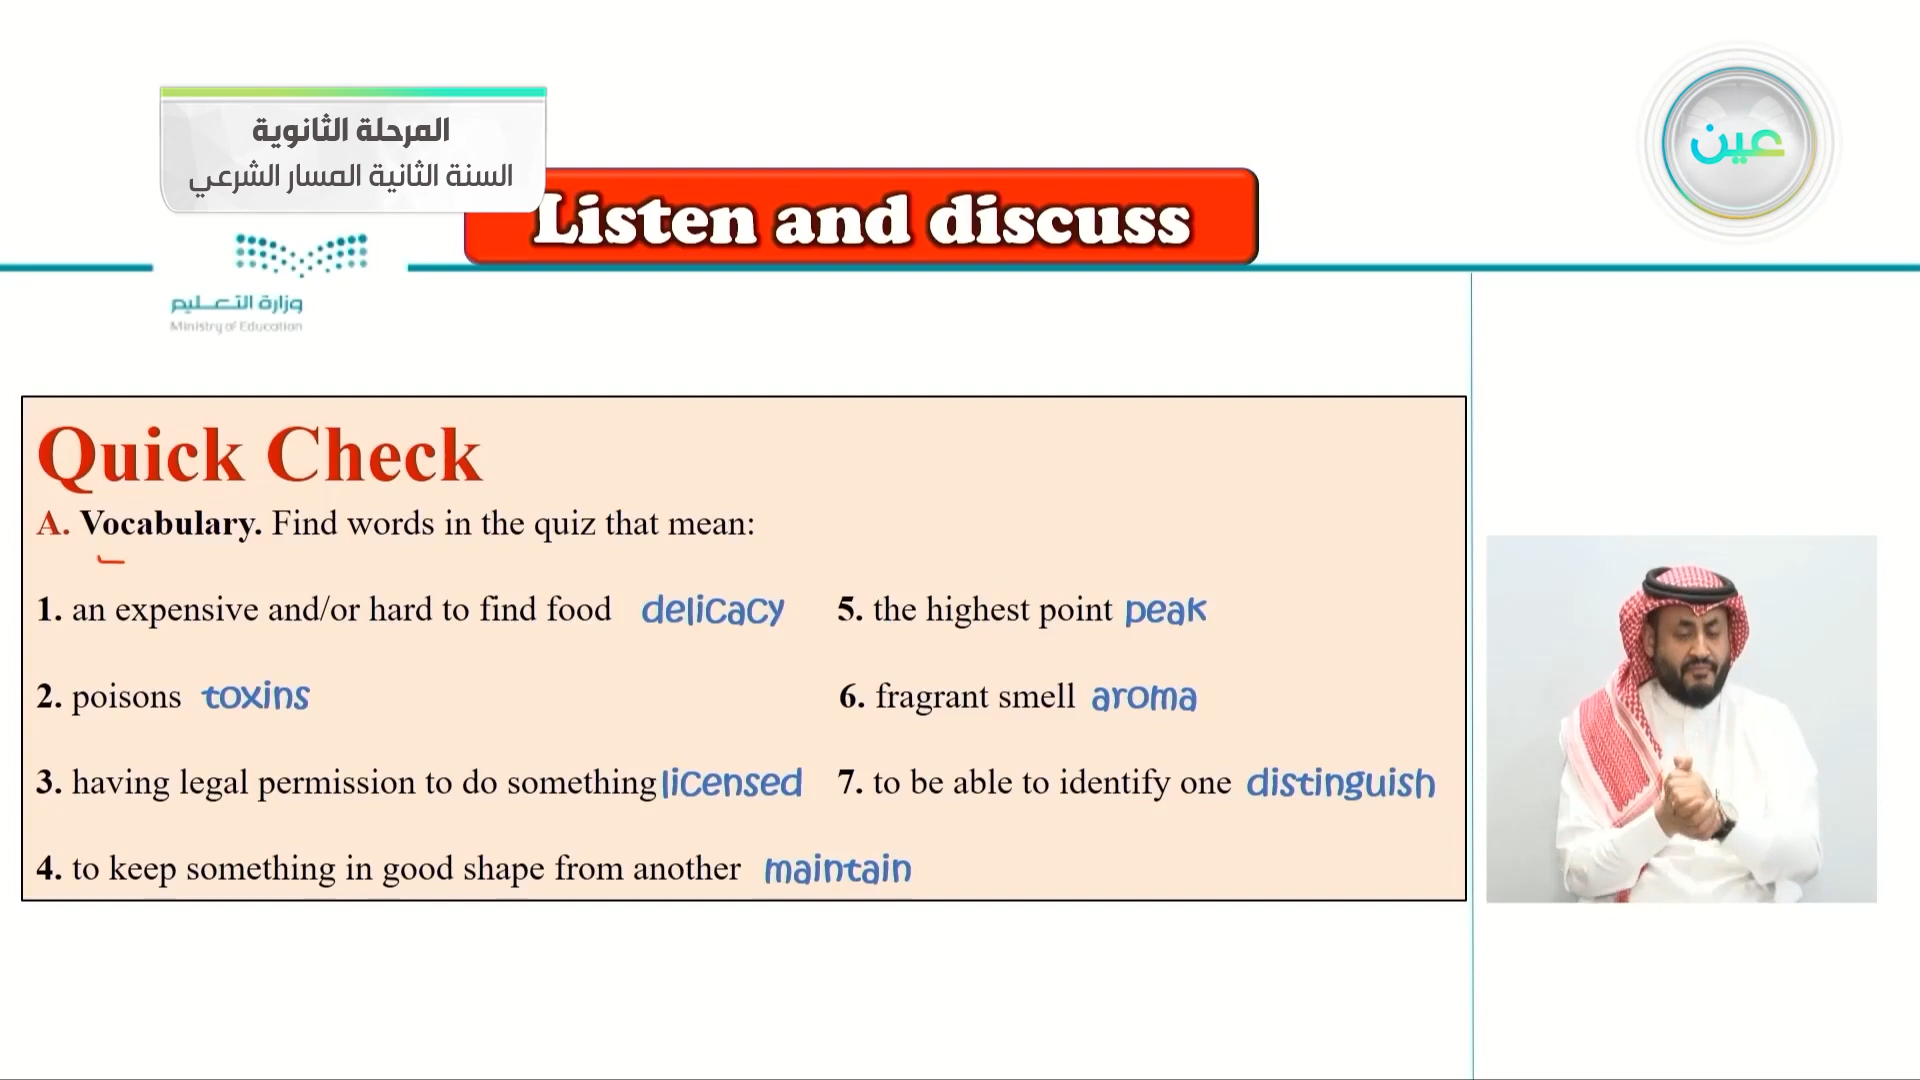 المرحلة الثانوية
السنة الثانية المسار الشرعي
عين
Listen and discuss
وزارة التعليم
Ministry of Education
Quick Check
A. Vocabulary. Find words in the quiz that mean:
1. an expensive and/or hard to find food delicacy
2. poisons toxins
3. having legal permission to do something licensed
4. to keep something in good shape from another maintain
5. the highest point peak
6. fragrant smell aroma
7. to be able to identify one distinguish